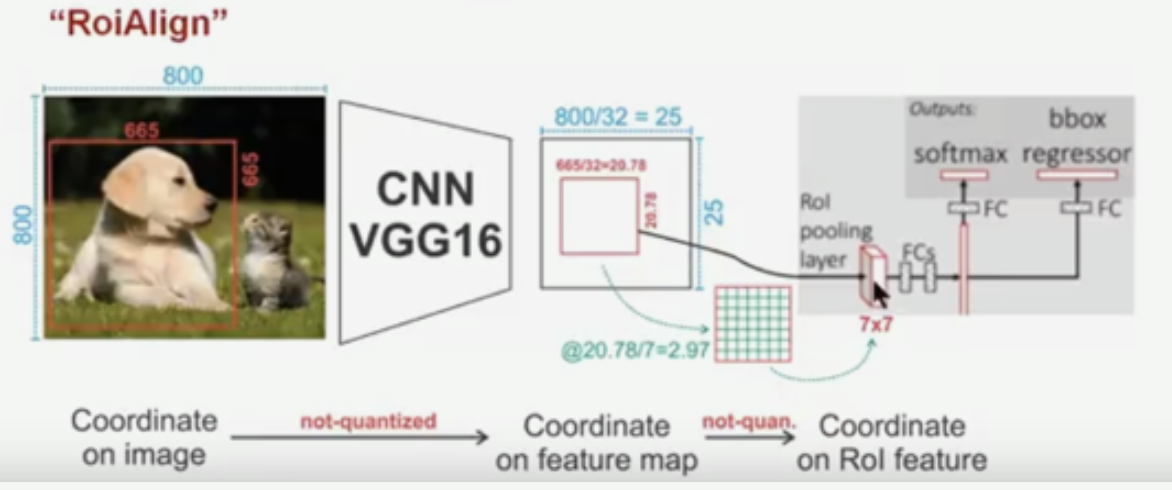 “RoiAlign”
800
800
665
665
CNN
VGG16
800/32 = 25
665/32=20.78
20.78
25
@20.78/7=2.97
Outputs:
softmax
bbox
regressor
FC
FC
RoI
pooling
layer
FCs
7x7
Coordinate
on image
not-quantized
Coordinate
on feature map
not-quan.
Coordinate
on RoI feature